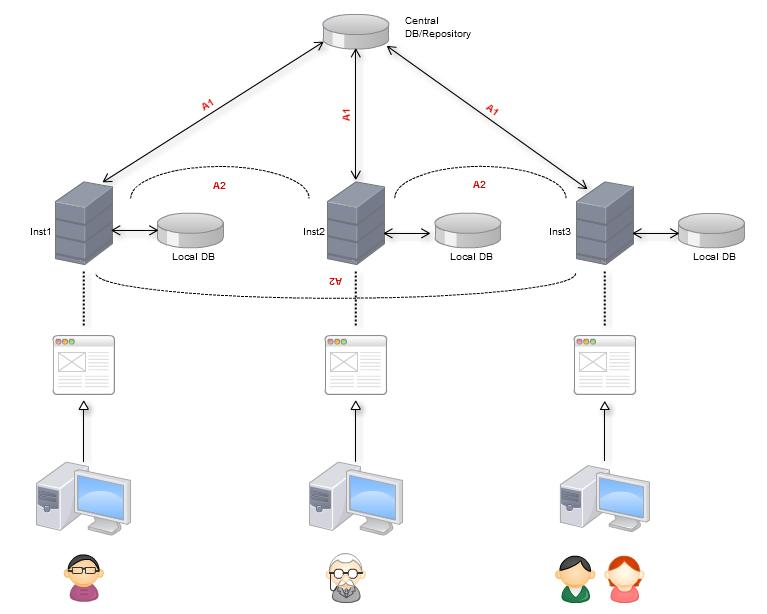 Central
DB/Repository
A1
A1
A1
A2
A2
Inst1
Local DB
Inst2
Local DB
Inst3
Local DB
A2